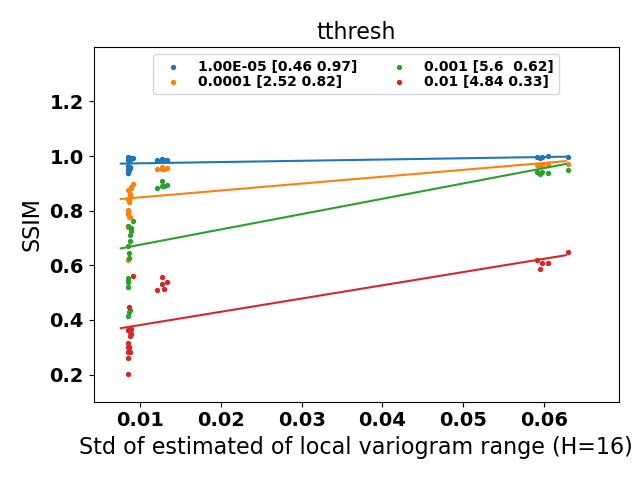 tthresh
1.00E-05 [0.46 0.97]
0.0001 [2.52 0.82]
0.001 [5.6  0.62]
0.01 [4.84 0.33]
SSIM
1.2
1.0
0.8
0.6
0.4
0.2
0.01 0.02 0.03 0.04 0.05 0.06
Std of estimated of local variogram range (H=16)